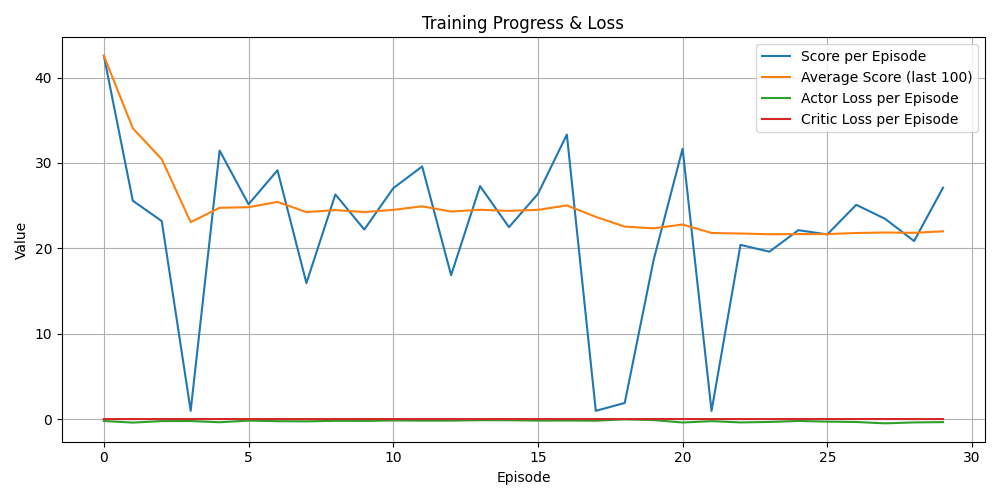 Training Progress & Loss
Score per Episode
Average Score (last 100)
Actor Loss per Episode
Critic Loss per Episode
Value
40
30
20
10
0
0 5 10 15 20 25 30
Episode